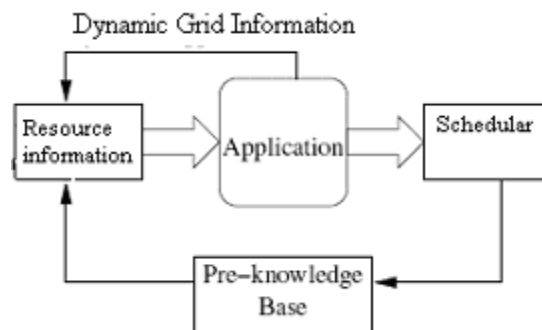 Dynamic Grid Information
Resource
information
Application
Schedular
Pre-knowledge
Base